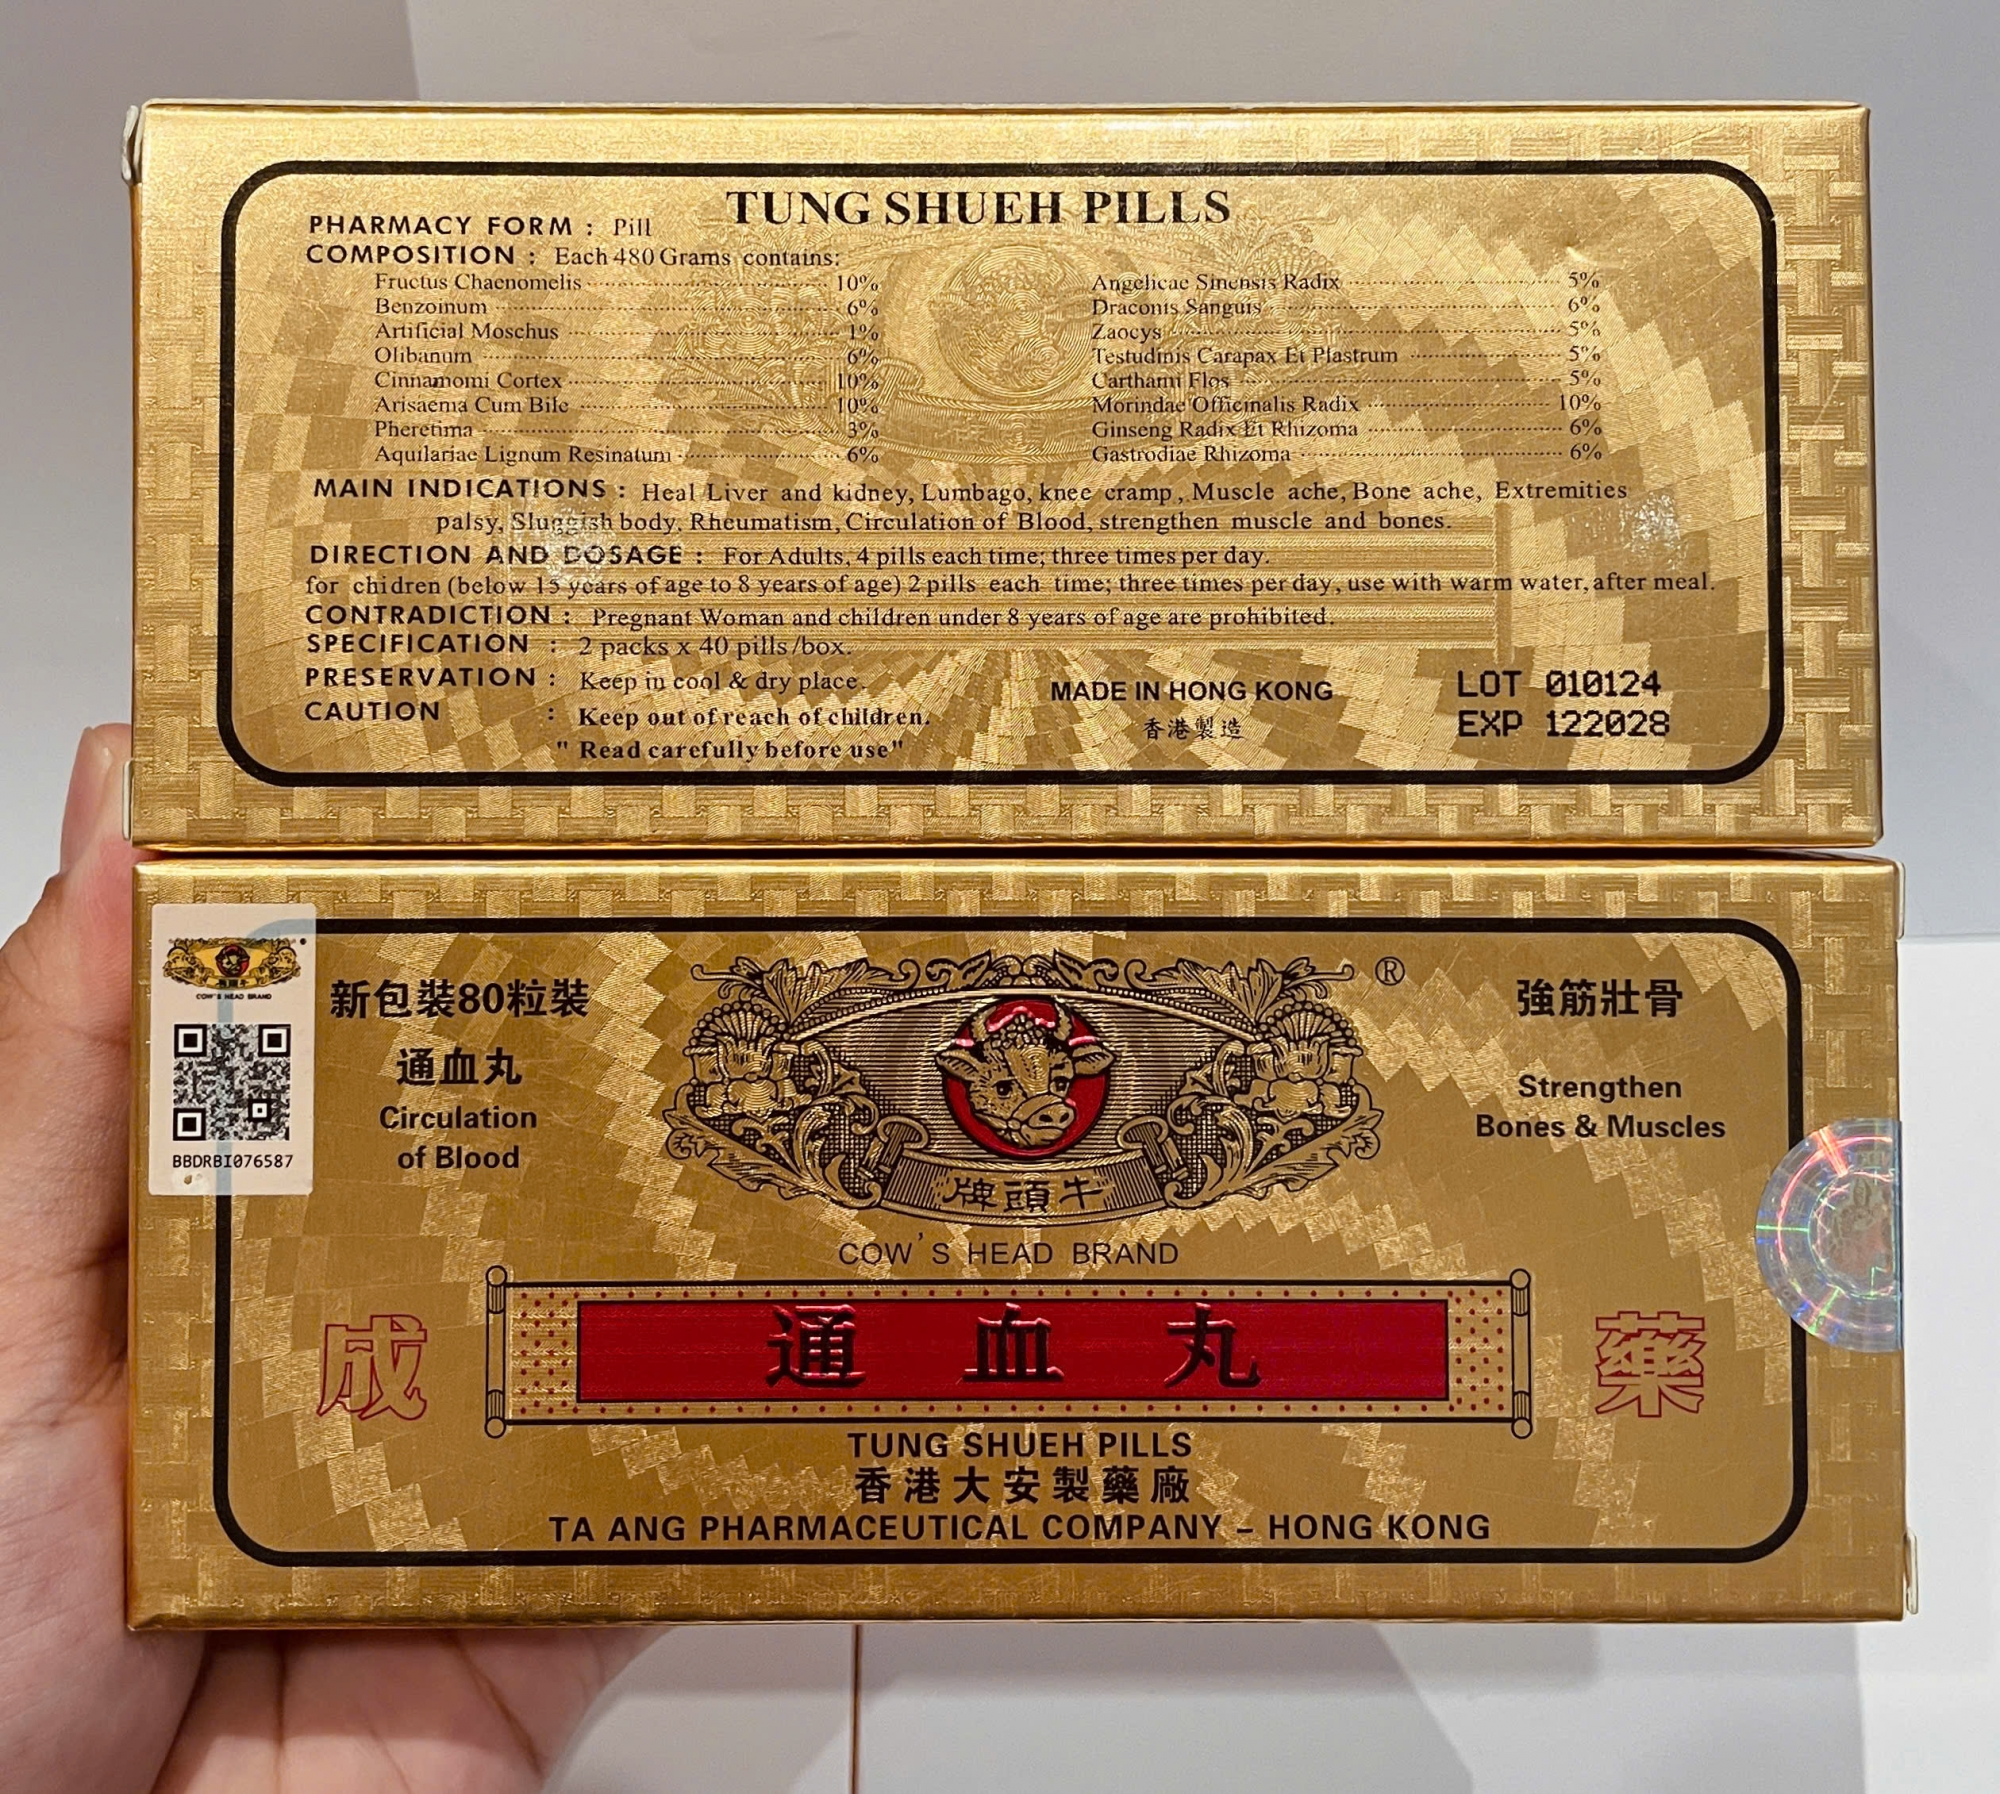 TUNG SHUEH PILLS
PHARMACY FORM : Pill
COMPOSITION : Each 480 Grams contains:
Fructus Chaenomelis 10%
Benzoinum 6%
Artificial Moschus 1%
Olibanum 6%
Cinnamomi Cortex 10%
Arisaema Cum Bile 10%
Pheretima 3%
Aquilariae Lignum Resinatum 6%
Angelicae Sinensis Radix 5%
Draconis Sanguis 6%
Zaocys 5%
Testudinis Carapax Et Plastrum 5%
Carthami Flos 5%
Morindae Officinalis Radix 10%
Ginseng Radix Et Rhizoma 6%
Gastrodiae Rhizoma 6%
MAIN INDICATIONS : Heal Liver and kidney, Lumbago, knee cramp, Muscle ache, Bone ache, Extremities
palsy, Sluggish body, Rheumatism, Circulation of Blood, strengthen muscle and bones.
DIRECTION AND DOSAGE : For Adults, 4 pills each time; three times per day.
for chidren (below 15 years of age to 8 years of age) 2 pills each time; three times per day, use with warm water, after meal.
CONTRADICTION : Pregnant Woman and children under 8 years of age are prohibited.
SPECIFICATION : 2 packs x 40 pills/box.
PRESERVATION : Keep in cool & dry place.
CAUTION : Keep out of reach of children.
" Read carefully before use"
MADE IN HONG KONG
香港製造
LOT 010124
EXP 122028
牌頭牛
COW'S HEAD BRAND
BBDRBI076587
新包裝80粒裝
通血丸
Circulation
of Blood
®
強筋壯骨
Strengthen
Bones & Muscles
牌頭牛
COW'S HEAD BRAND
成
通血丸
藥
TUNG SHUEH PILLS
香港大安製藥廠
TA ANG PHARMACEUTICAL COMPANY – HONG KONG